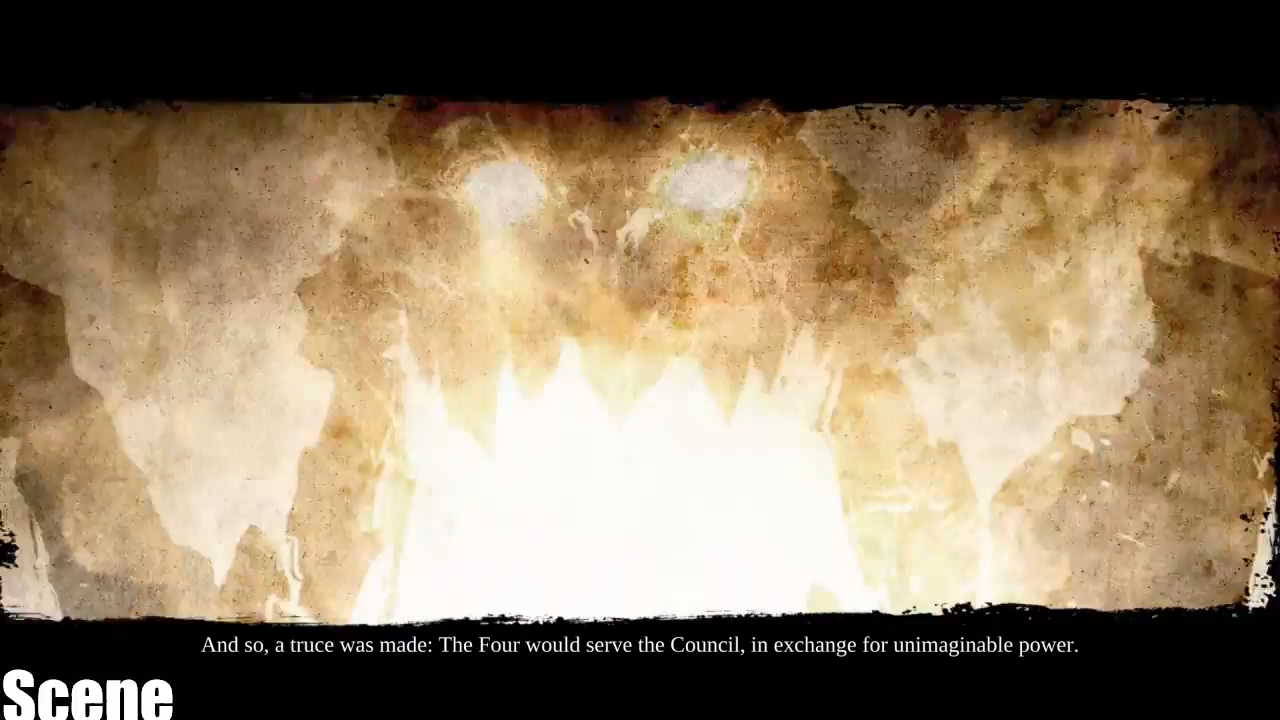 And so, a truce was made: The Four would serve the Council, in exchange for unimaginable power.
Scene